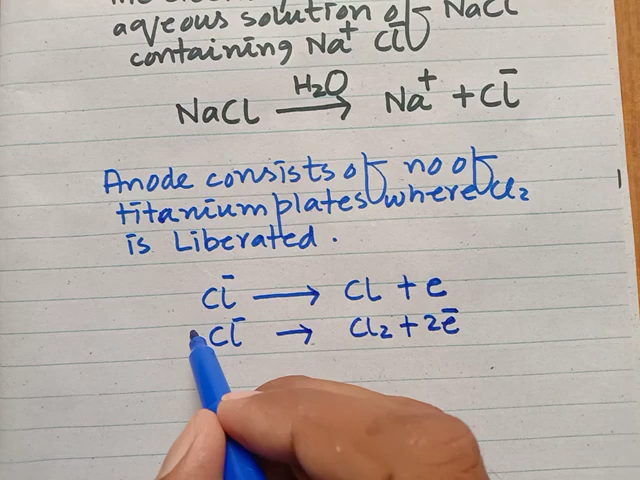 aqeous solution of NaCl
containing Na⁺ Cl⁻
H₂O
NaCl ⟶ Na⁺ + Cl⁻
Anode consists of no of
titanium plates where Cl₂
is Liberated.
Cl⁻ ⟶ Cl + e
Cl⁻ → Cl₂ + 2e⁻